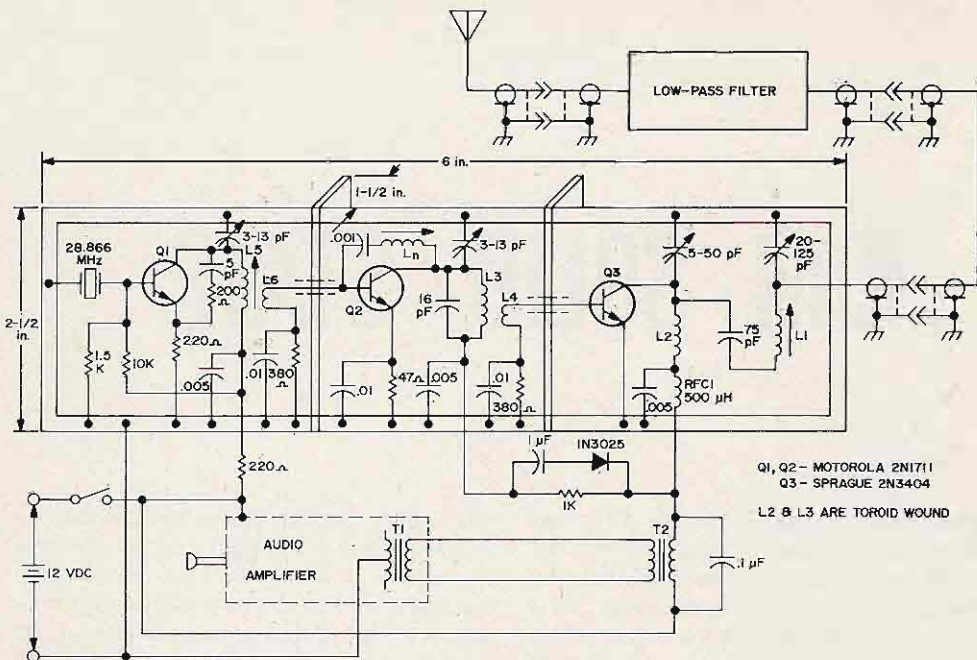 LOW-PASS FILTER
6 in.
1-1/2 in.
2-1/2
in.
28.866
MHz
Q1
3-13 pF
L5
5
pF
200
Ω
L6
.001
Ln
3-13 pF
Q2
16
pF
L3
L4
Q3
5-50 pF
20-
125
pF
L2
75
pF
L1
1.5
K
10K
220Ω
.005
.01
380
Ω
.01
47Ω
.005
.01
380
Ω
.005
RFC1
500 µH
220Ω
1 µF
1N3025
1K
Q1, Q2 - MOTOROLA 2N1711
Q3 - SPRAGUE 2N3404
L2 & L3 ARE TOROID WOUND
12 VDC
AUDIO
AMPLIFIER
T1
T2
.1 µF